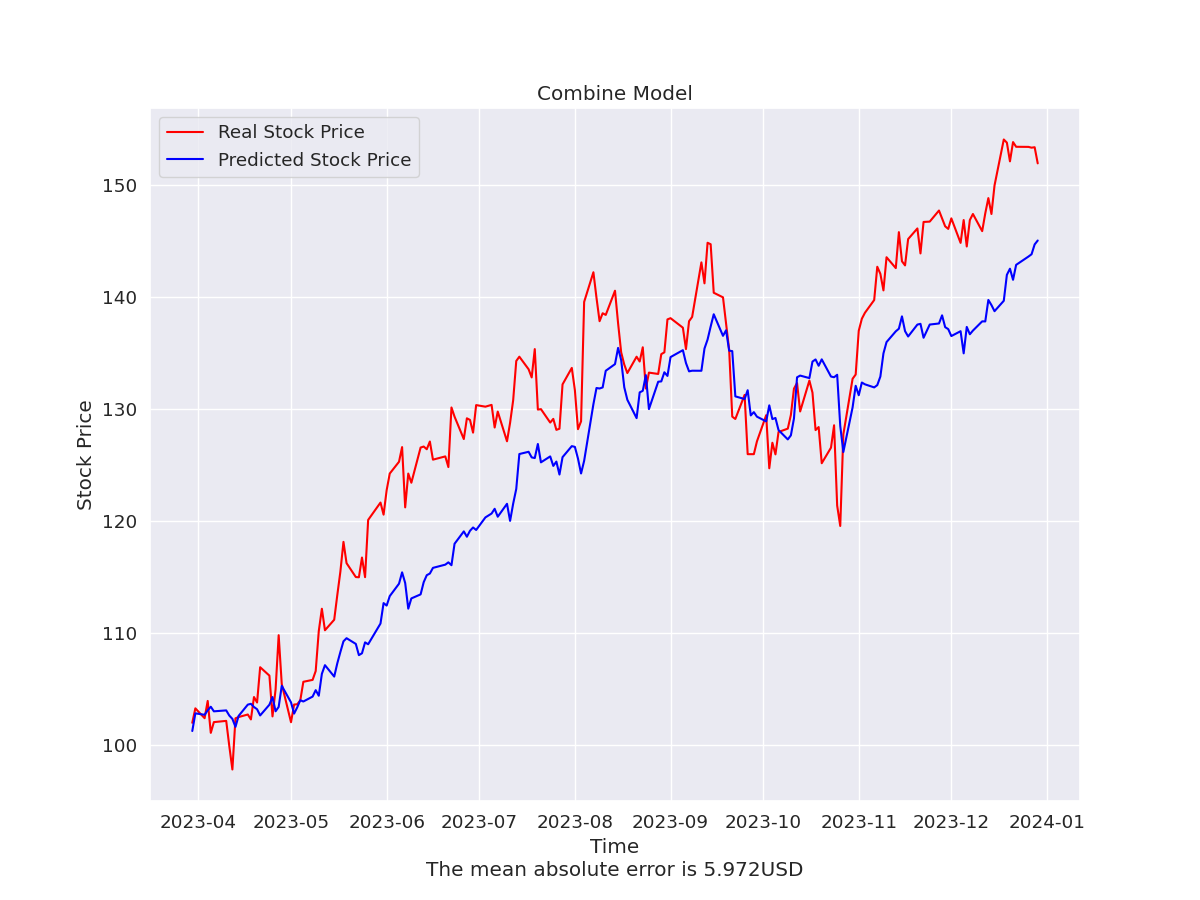 Combine Model
Real Stock Price
Predicted Stock Price
Stock Price
150
140
130
120
110
100
2023-04 2023-05 2023-06 2023-07 2023-08 2023-09 2023-10 2023-11 2023-12 2024-01
Time
The mean absolute error is 5.972USD